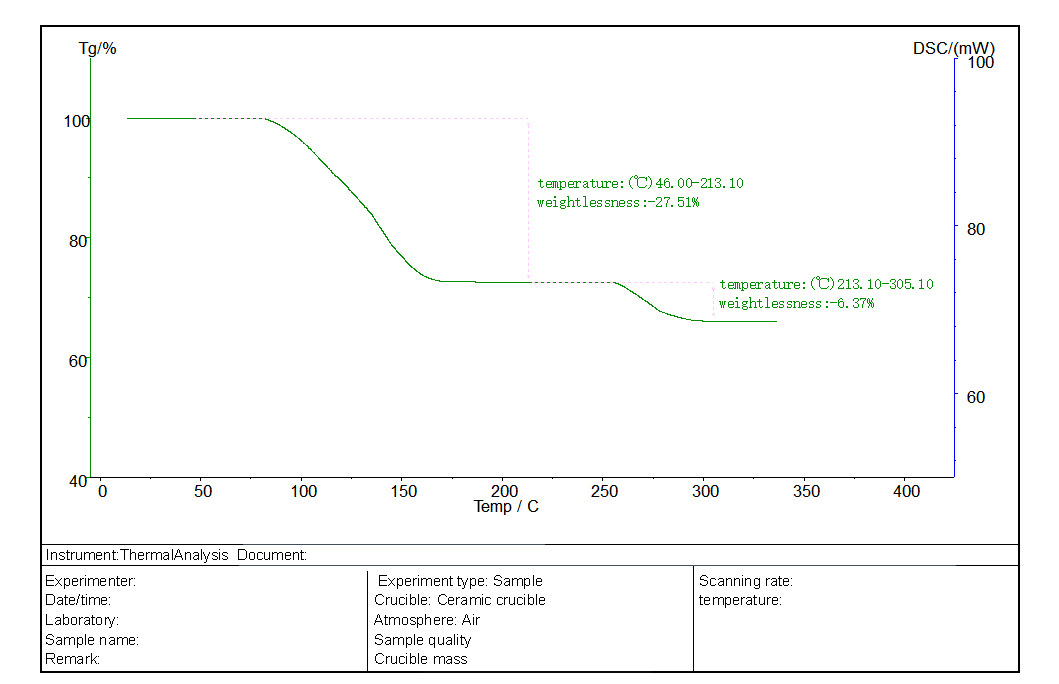 Tg/%
DSC/(mW)
100
100
temperature:(℃)46.00-213.10
weightlessness:-27.51%
80
80
temperature:(℃)213.10-305.10
weightlessness:-6.37%
60
60
40
0 50 100 150 200 250 300 350 400
Temp / C
Instrument:ThermalAnalysis Document:
Experimenter:
Date/time:
Laboratory:
Sample name:
Remark:
Experiment type: Sample
Crucible: Ceramic crucible
Atmosphere: Air
Sample quality
Crucible mass
Scanning rate:
temperature: